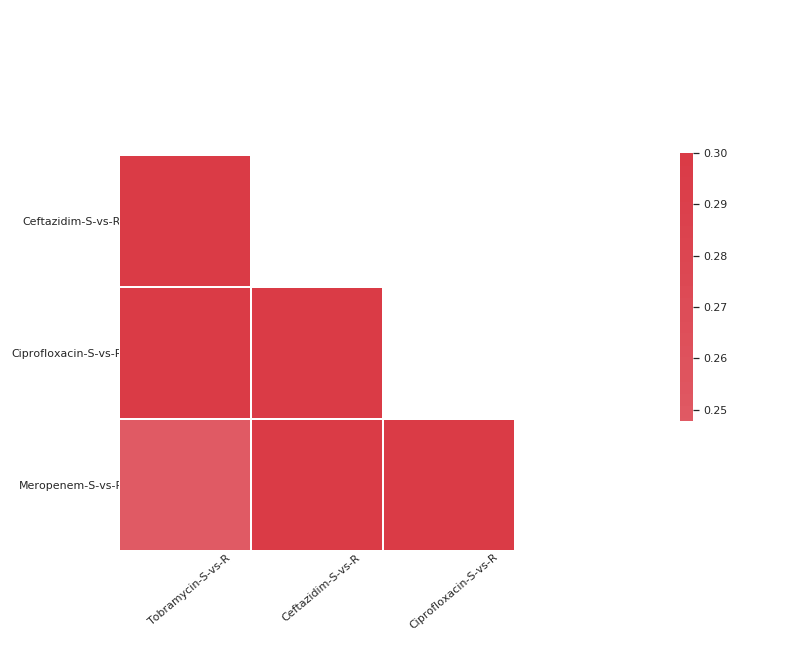 0.30
0.29
Ceftazidim-S-vs-R
0.28
0.27
Ciprofloxacin-S-vs-R
0.26
0.25
Meropenem-S-vs-R
Tobramycin-S-vs-R
Ceftazidim-S-vs-R
Ciprofloxacin-S-vs-R